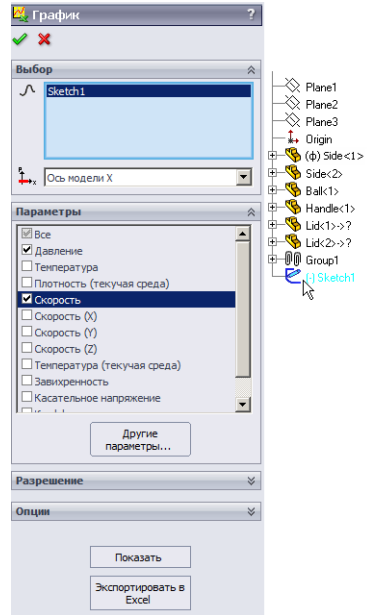 График ?
Выбор
Sketch1
x
Ось модели X
Параметры
Все
Давление
Температура
Плотность (текучая среда)
Скорость
Скорость (X)
Скорость (Y)
Скорость (Z)
Температура (текучая среда)
Завихренность
Касательное напряжение
Другие
параметры...
Разрешение
Опции
Показать
Экспортировать в
Excel
Plane1
Plane2
Plane3
Origin
(ф) Side<1>
Side<2>
Ball<1>
Handle<1>
Lid<1>->?
Lid<2>->?
Group1
(-) Sketch1